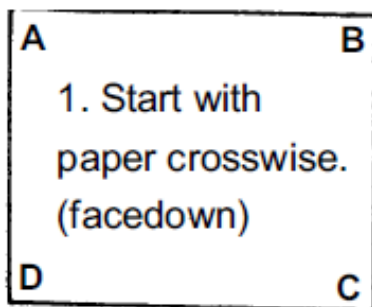 A B
1. Start with
paper crosswise.
(facedown)
D C